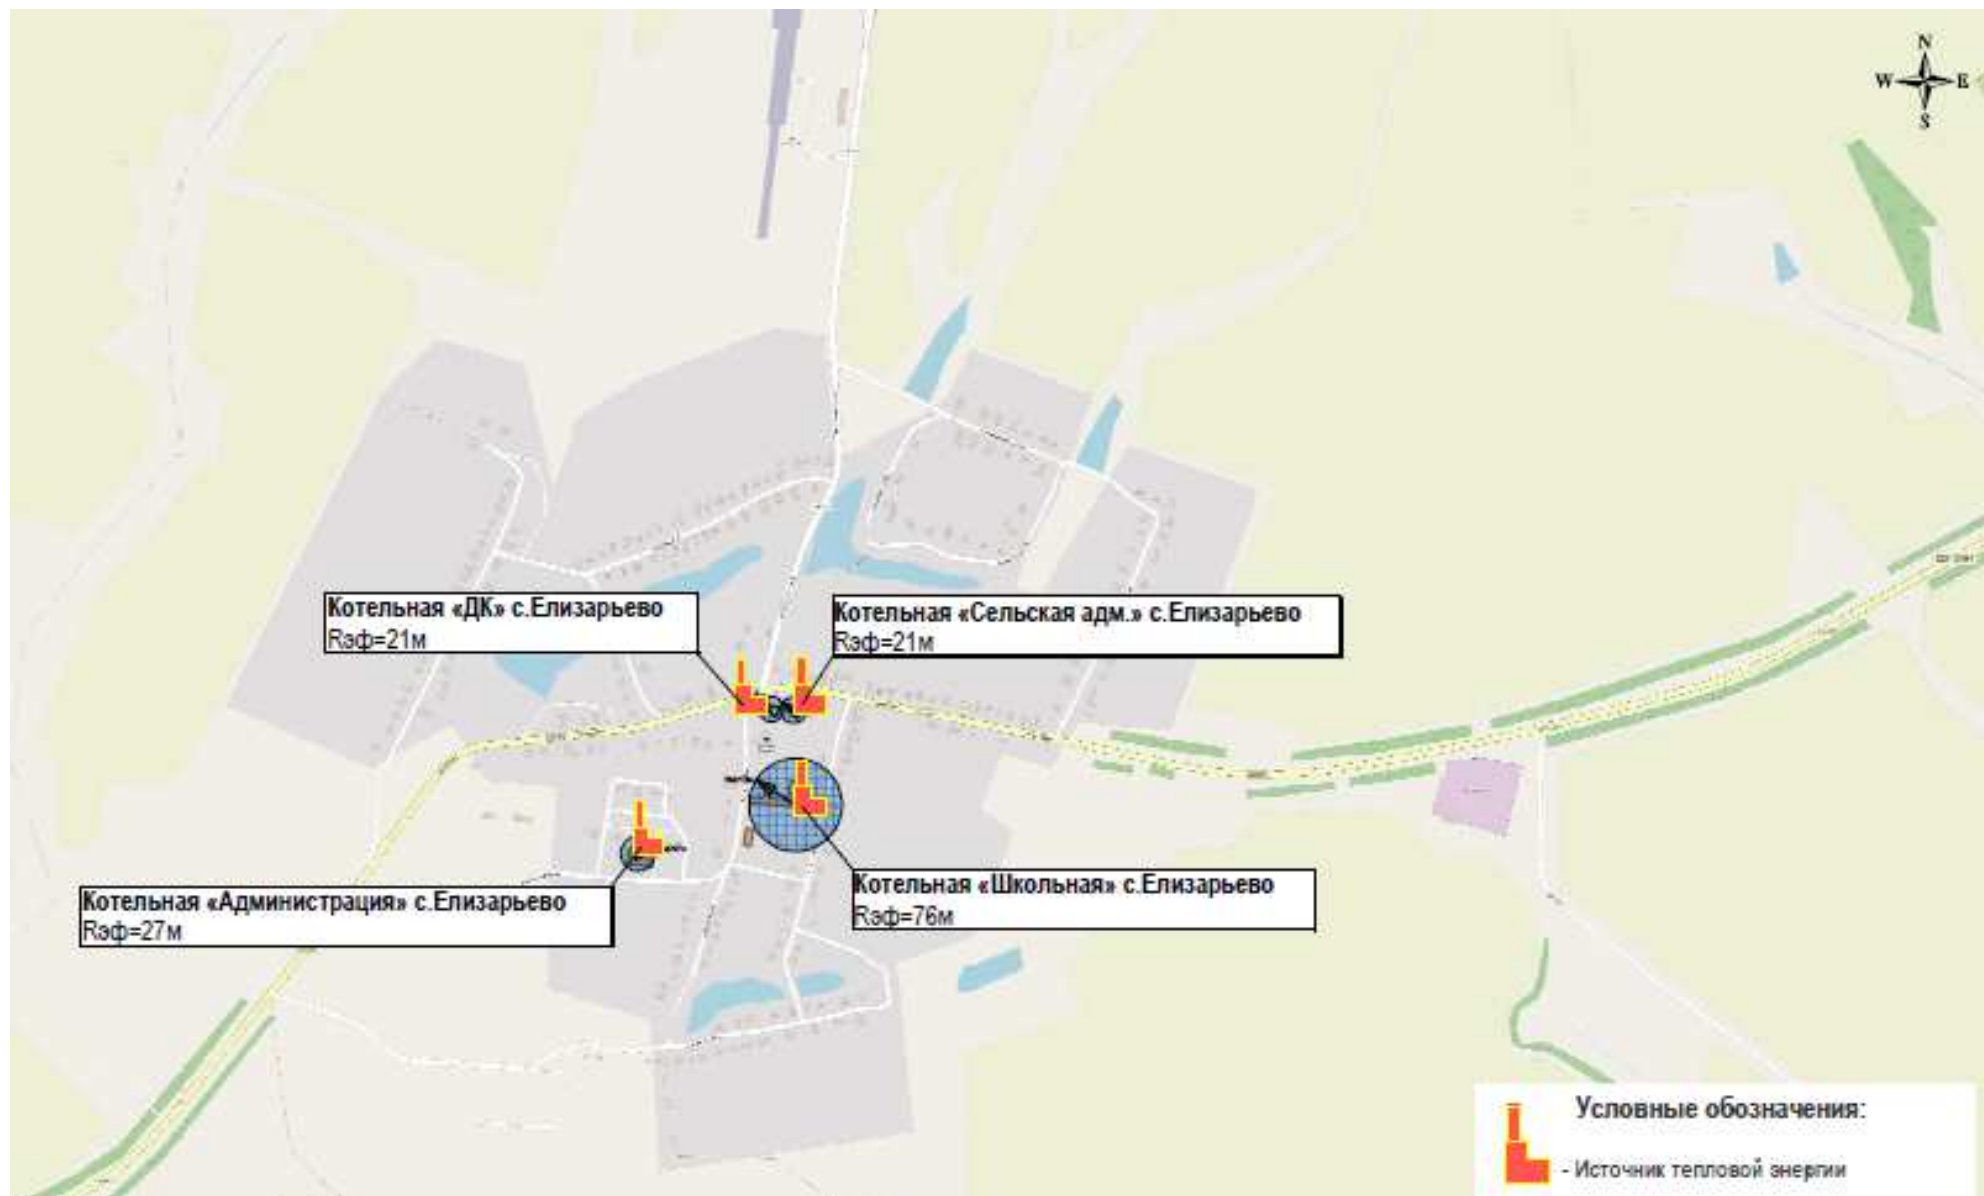 N
W E
S
Котельная «ДК» с.Елизарьево
Rэф=21м
Котельная «Сельская адм.» с.Елизарьево
Rэф=21м
Котельная «Школьная» с.Елизарьево
Rэф=76м
Котельная «Администрация» с.Елизарьево
Rэф=27м
Условные обозначения:
- Источник тепловой энергии